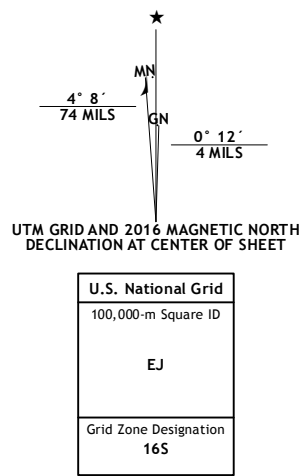 MN
4° 8´
74 MILS
GN
0° 12´
4 MILS
UTM GRID AND 2016 MAGNETIC NORTH
DECLINATION AT CENTER OF SHEET
U.S. National Grid
100,000-m Square ID
EJ
Grid Zone Designation
16S